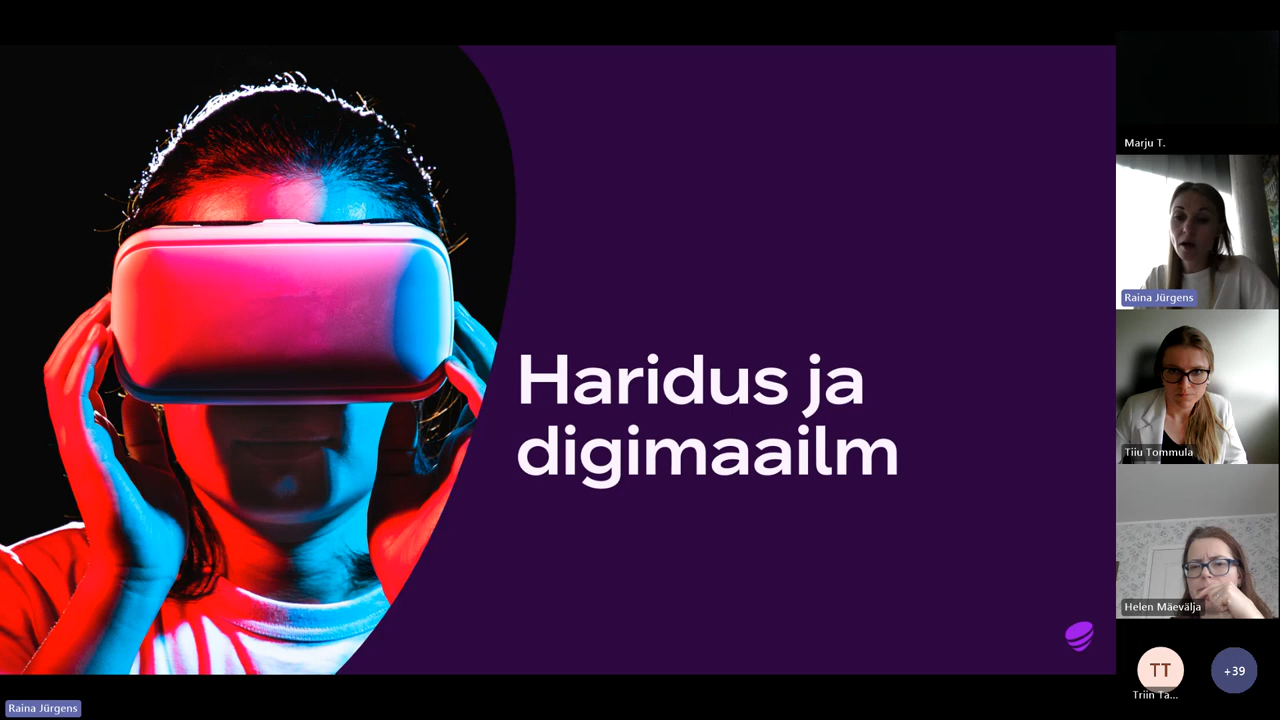 Haridus ja
digimaailm
Marju T.
Raina Jürgens
Tiiu Tommula
Helen Mäevälja
TT
+39
Triin Ta...
Raina Jürgens